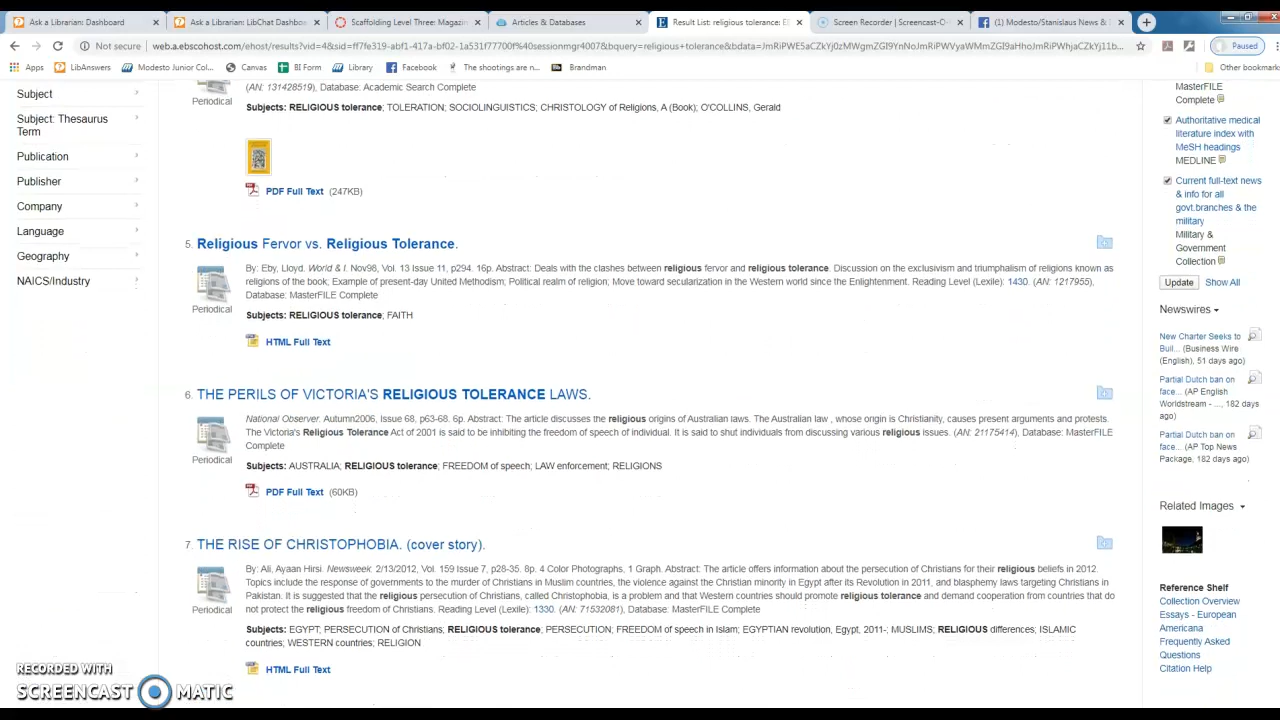 Ask a Librarian: Dashboard
Ask a Librarian: LibChat Dashboa
Scaffolding Level Three: Magazin
Articles & Databases
Result List: religious tolerance: E
Screen Recorder | Screencast-O-
(3) Modesto/Stanislaus News &
Not secure
web.a.ebscohost.com/ehost/results?vid=4&sid=ff7fe319-abf1-417a-bf02-1a531f77700f%40sessionmgr4007&bquery=religious+tolerance&bdata=
Paused
Apps
LibAnswers
Modesto Junior Col...
Canvas
BI Form
Library
Facebook
The shootings are n...
Brandman
Other bookmarks
Subject
Subject: Thesaurus
Term
Publication
Publisher
Company
Language
Geography
NAICS/Industry
Periodical
(AN: 131428519), Database: Academic Search Complete
Subjects: RELIGIOUS tolerance; TOLERATION; SOCIOLINGUISTICS; CHRISTOLOGY of Religions, A (Book); O'COLLINS, Gerald
PDF Full Text (247KB)
5. Religious Fervor vs. Religious Tolerance.
Periodical
By: Eby, Lloyd. World & I. Nov98, Vol. 13 Issue 11, p294. 16p. Abstract: Deals with the clashes between religious fervor and religious tolerance. Discussion on the exclusivism and triumphalism of religions known as
religions of the book; Example of present-day United Methodism; Political realm of religion; Move toward secularization in the Western world since the Enlightenment. Reading Level (Lexile): 1430. (AN: 1217955),
Database: MasterFILE Complete
Subjects: RELIGIOUS tolerance; FAITH
HTML Full Text
6. THE PERILS OF VICTORIA'S RELIGIOUS TOLERANCE LAWS.
Periodical
National Observer. Autumn2006, Issue 68, p63-68. 6p. Abstract: The article discusses the religious origins of Australian laws. The Australian law , whose origin is Christianity, causes present arguments and protests.
The Victoria's Religious Tolerance Act of 2001 is said to be inhibiting the freedom of speech of individual. It is said to shut individuals from discussing various religious issues. (AN: 21175414), Database: MasterFILE
Complete
Subjects: AUSTRALIA; RELIGIOUS tolerance; FREEDOM of speech; LAW enforcement; RELIGIONS
PDF Full Text (60KB)
7. THE RISE OF CHRISTOPHOBIA. (cover story).
Periodical
By: Ali, Ayaan Hirsi. Newsweek. 2/13/2012, Vol. 159 Issue 7, p28-35. 8p. 4 Color Photographs, 1 Graph. Abstract: The article offers information about the persecution of Christians for their religious beliefs in 2012.
Topics include the response of governments to the murder of Christians in Muslim countries, the violence against the Christian minority in Egypt after its Revolution in 2011, and blasphemy laws targeting Christians in
Pakistan. It is suggested that the religious persecution of Christians, called Christophobia, is a problem and that Western countries should promote religious tolerance and demand cooperation from countries that do
not protect the religious freedom of Christians. Reading Level (Lexile): 1330. (AN: 71532081), Database: MasterFILE Complete
Subjects: EGYPT; PERSECUTION of Christians; RELIGIOUS tolerance; PERSECUTION; FREEDOM of speech in Islam; EGYPTIAN revolution, Egypt, 2011-; MUSLIMS; RELIGIOUS differences; ISLAMIC
countries; WESTERN countries; RELIGION
HTML Full Text
MasterFILE
Complete
Authoritative medical
literature index with
MeSH headings
MEDLINE
Current full-text news
& info for all
govt.branches & the
military
Military &
Government
Collection
Update Show All
Newswires
New Charter Seeks to
Buil... (Business Wire
(English), 51 days ago)
Partial Dutch ban on
face... (AP English
Worldstream - ..., 182 days
ago)
Partial Dutch ban on
face... (AP Top News
Package, 182 days ago)
Related Images
Reference Shelf
Collection Overview
Essays - European
Americana
Frequently Asked
Questions
Citation Help
RECORDED WITH
SCREENCAST MATIC